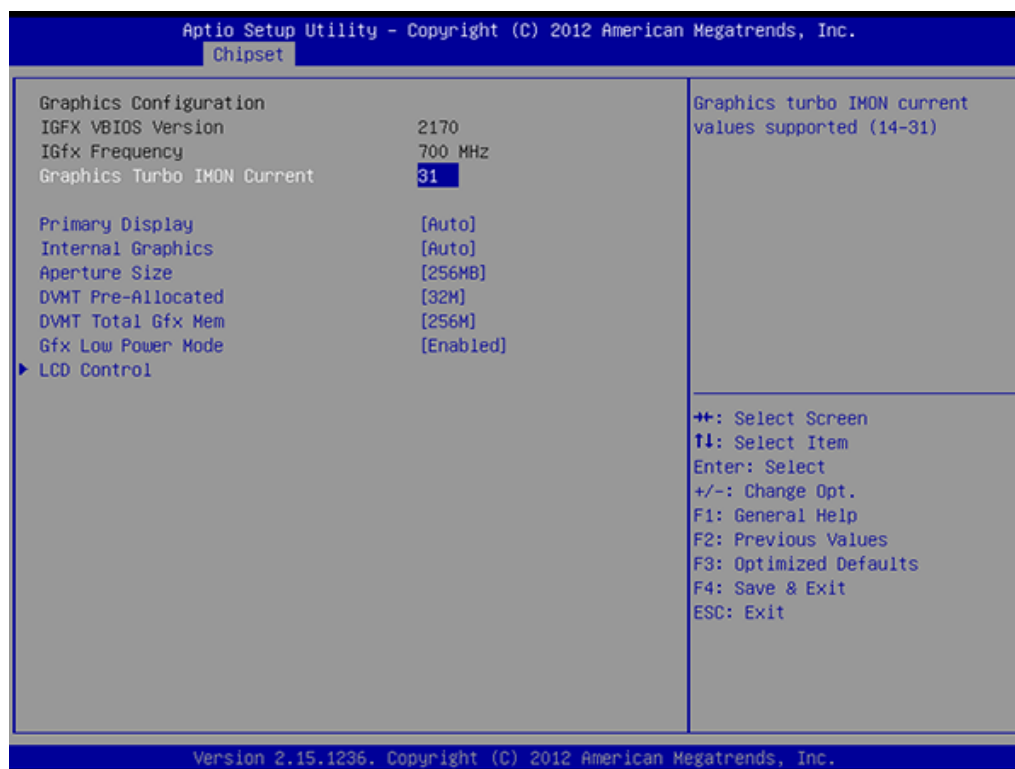 Aptio Setup Utility – Copyright (C) 2012 American Megatrends, Inc.
Chipset
Graphics Configuration
IGFX VBIOS Version 2170
IGfx Frequency 700 MHz
Graphics Turbo IMON Current 31
Primary Display [Auto]
Internal Graphics [Auto]
Aperture Size [256MB]
DVMT Pre-Allocated [32M]
DVMT Total Gfx Mem [256M]
Gfx Low Power Mode [Enabled]
LCD Control
Graphics turbo IMON current
values supported (14-31)
→←: Select Screen
↑↓: Select Item
Enter: Select
+/-: Change Opt.
F1: General Help
F2: Previous Values
F3: Optimized Defaults
F4: Save & Exit
ESC: Exit
Version 2.15.1236. Copyright (C) 2012 American Megatrends, Inc.